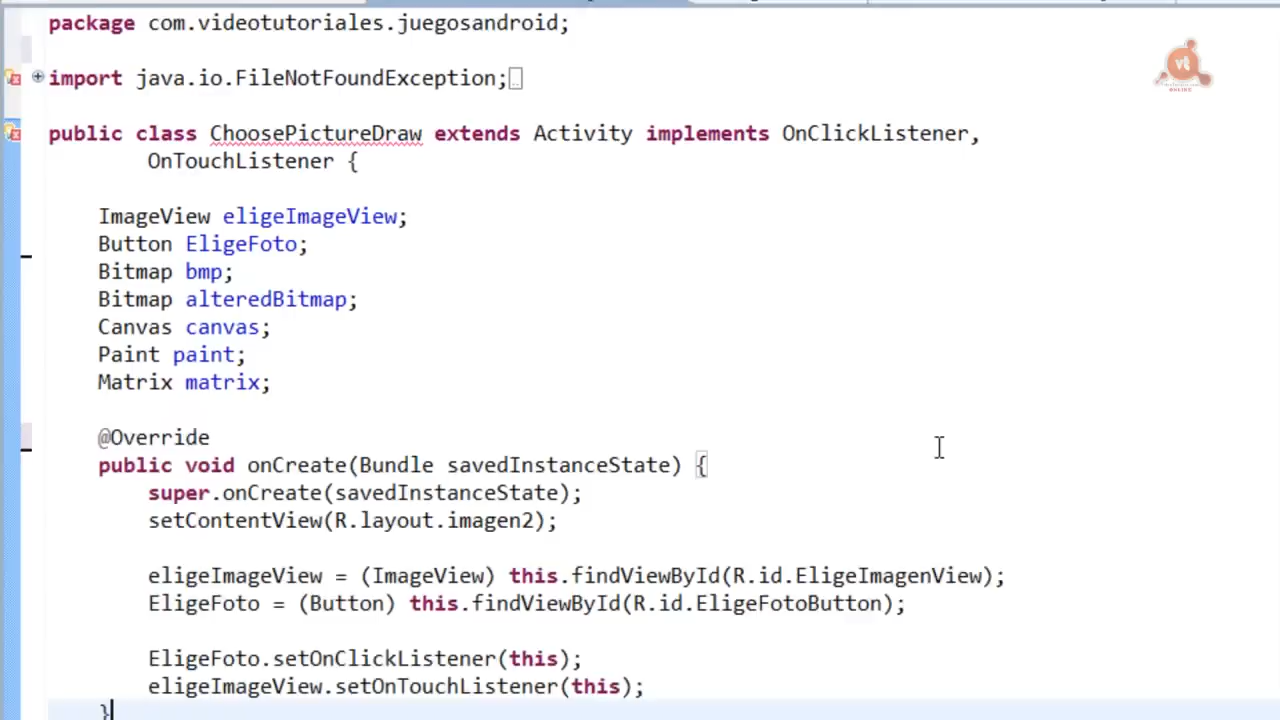 package com.videotutoriales.juegosandroid;
import java.io.FileNotFoundException;
public class ChoosePictureDraw extends Activity implements OnClickListener,
OnTouchListener {
ImageView eligeImageView;
Button EligeFoto;
Bitmap bmp;
Bitmap alteredBitmap;
Canvas canvas;
Paint paint;
Matrix matrix;
@Override
public void onCreate(Bundle savedInstanceState) {
super.onCreate(savedInstanceState);
setContentView(R.layout.imagen2);
eligeImageView = (ImageView) this.findViewById(R.id.EligeImagenView);
EligeFoto = (Button) this.findViewById(R.id.EligeFotoButton);
EligeFoto.setOnClickListener(this);
eligeImageView.setOnTouchListener(this);
}
vt
ONLINE